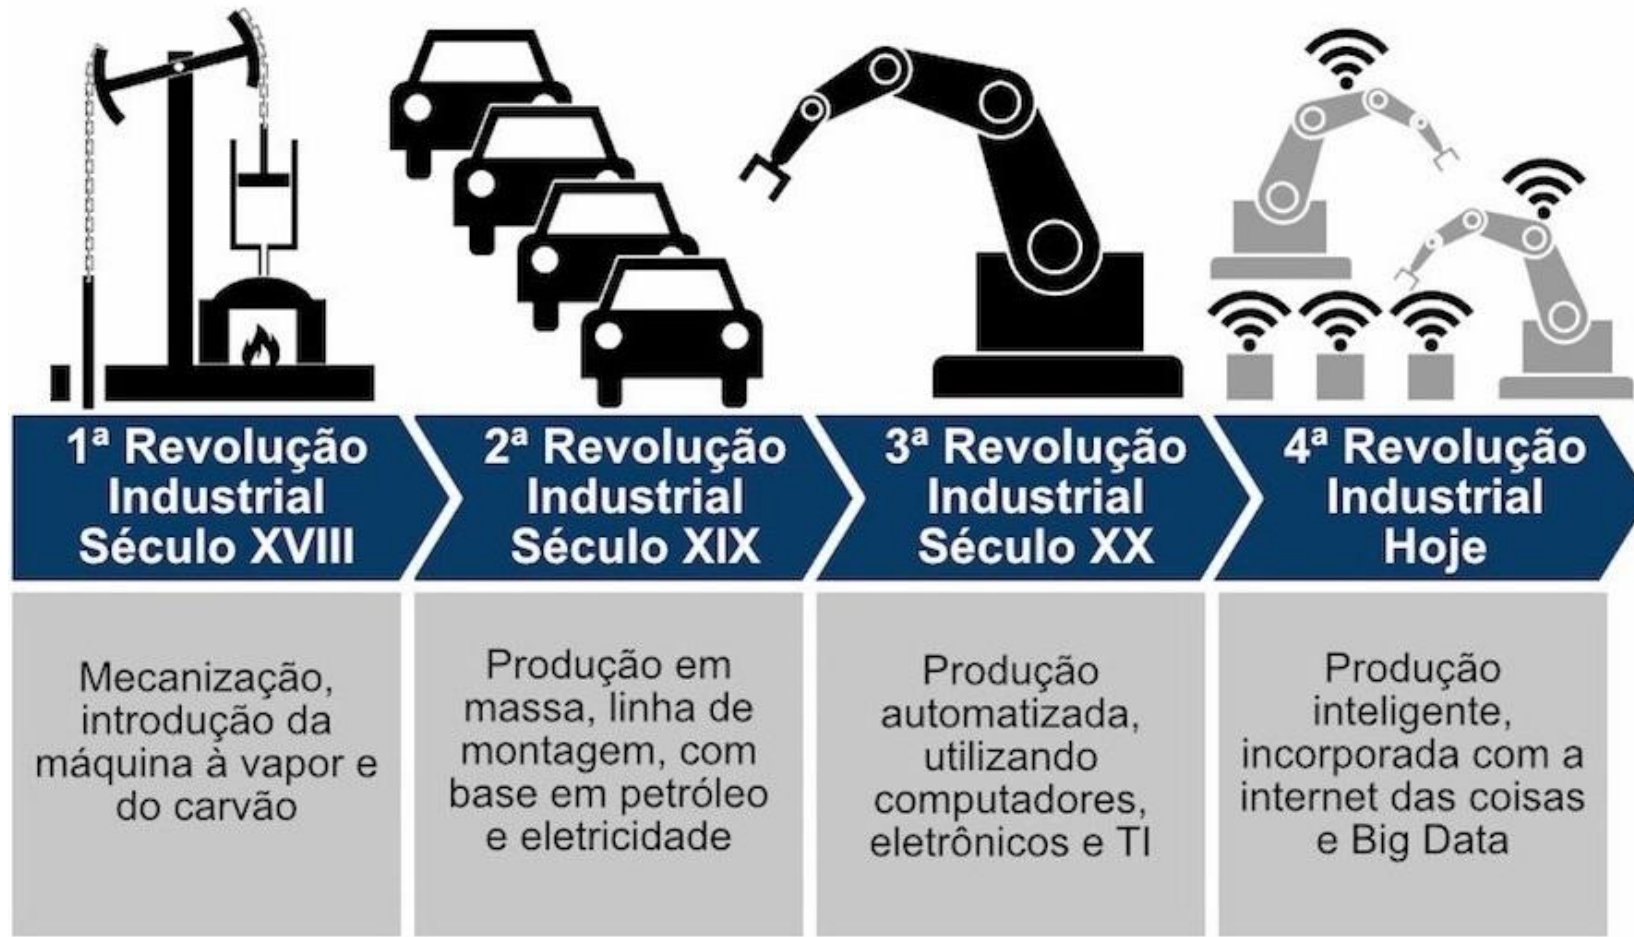 1ª Revolução
Industrial
Século XVIII
2ª Revolução
Industrial
Século XIX
3ª Revolução
Industrial
Século XX
4ª Revolução
Industrial
Hoje
Mecanização,
introdução da
máquina à vapor e
do carvão
Produção em
massa, linha de
montagem, com
base em petróleo
e eletricidade
Produção
automatizada,
utilizando
computadores,
eletrônicos e TI
Produção
inteligente,
incorporada com a
internet das coisas
e Big Data